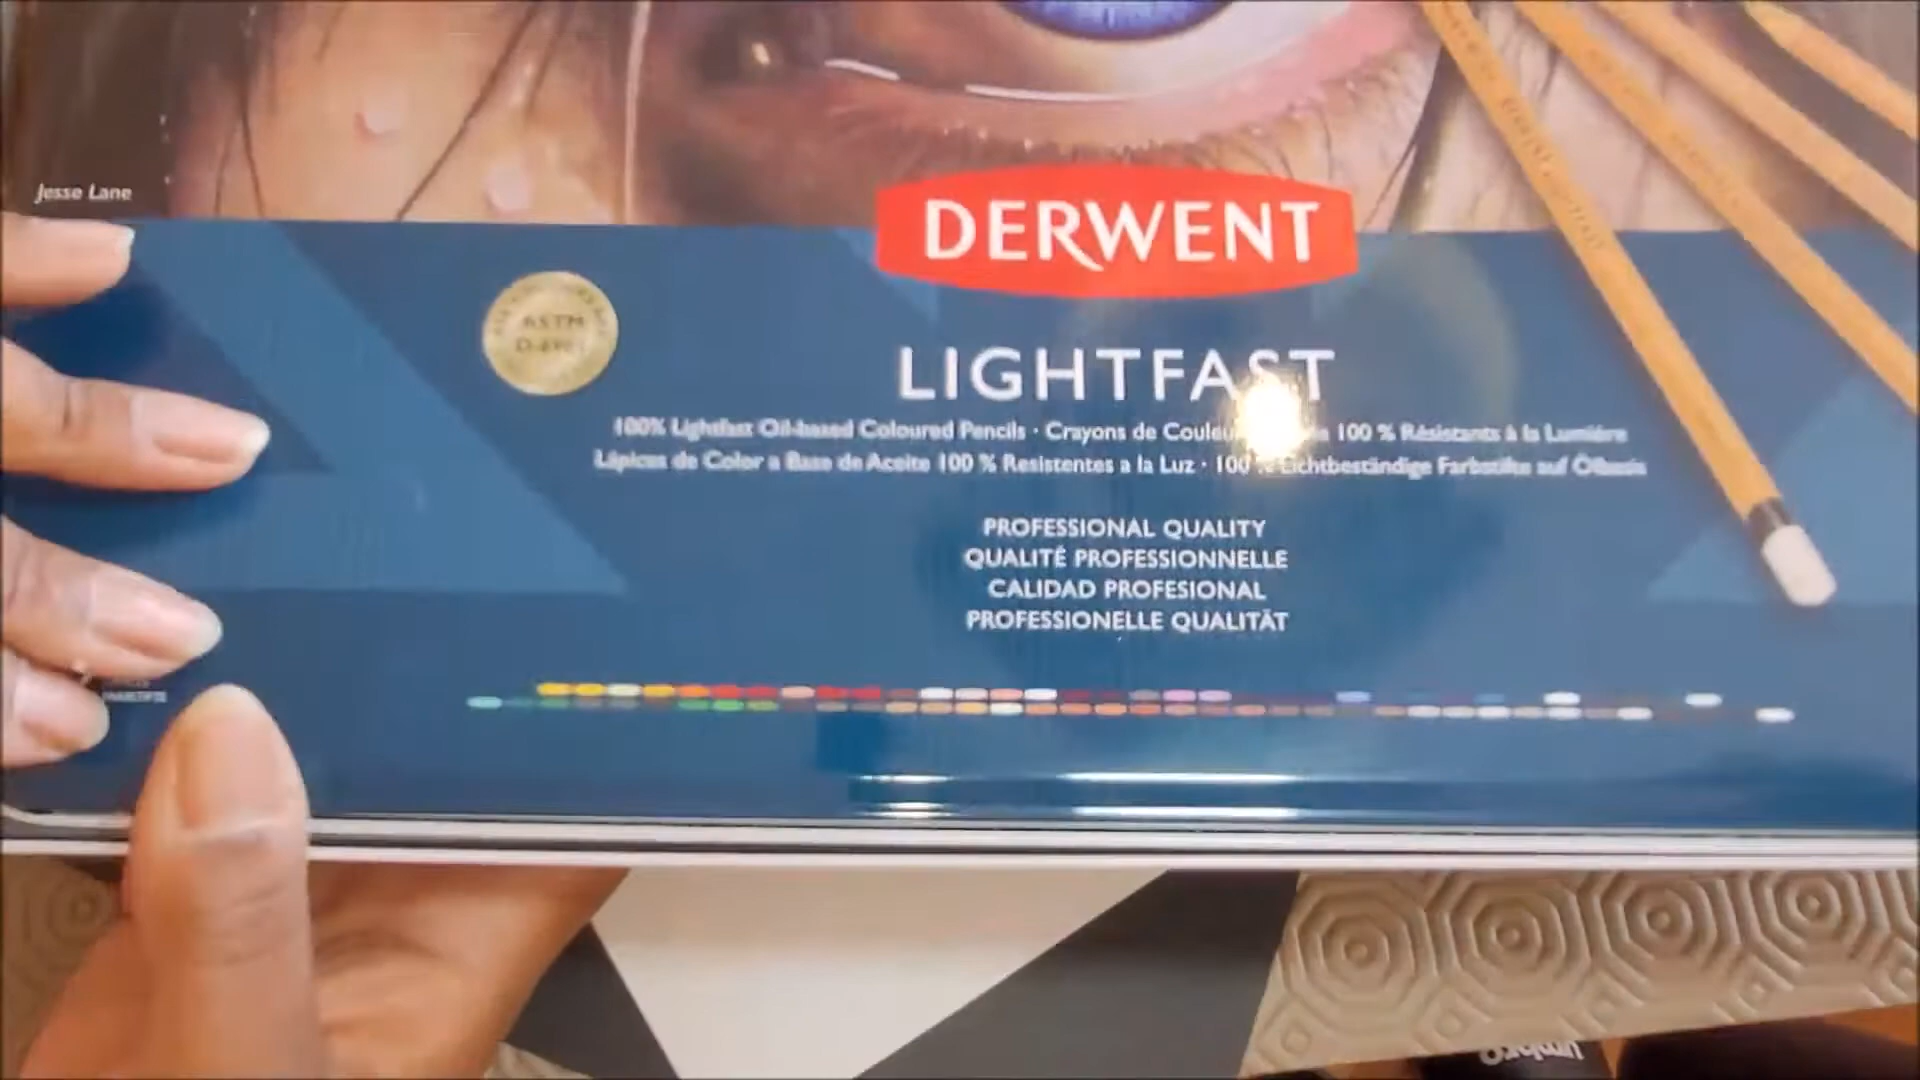 Jesse Lane
DERWENT
ASTM
LIGHTFAST
100% Lightfast Oil-based Coloured Pencils · Crayons de 100 % Résistants à la Lumière
Lápices de Color a Base de Aceite 100 % Resistentes a la Luz · 100 Lichtbeständige Farbstifte auf Ölbasis
PROFESSIONAL QUALITY
QUALITÉ PROFESSIONNELLE
CALIDAD PROFESIONAL
PROFESSIONELLE QUALITÄT
umbro